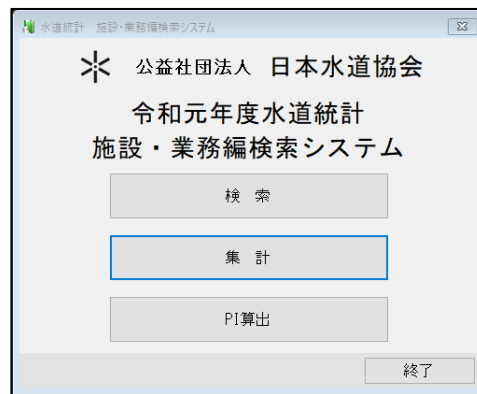 水道統計 施設・業務編検索システム
公益社団法人 日本水道協会
令和元年度水道統計
施設・業務編検索システム
検 索
集 計
PI算出
終了